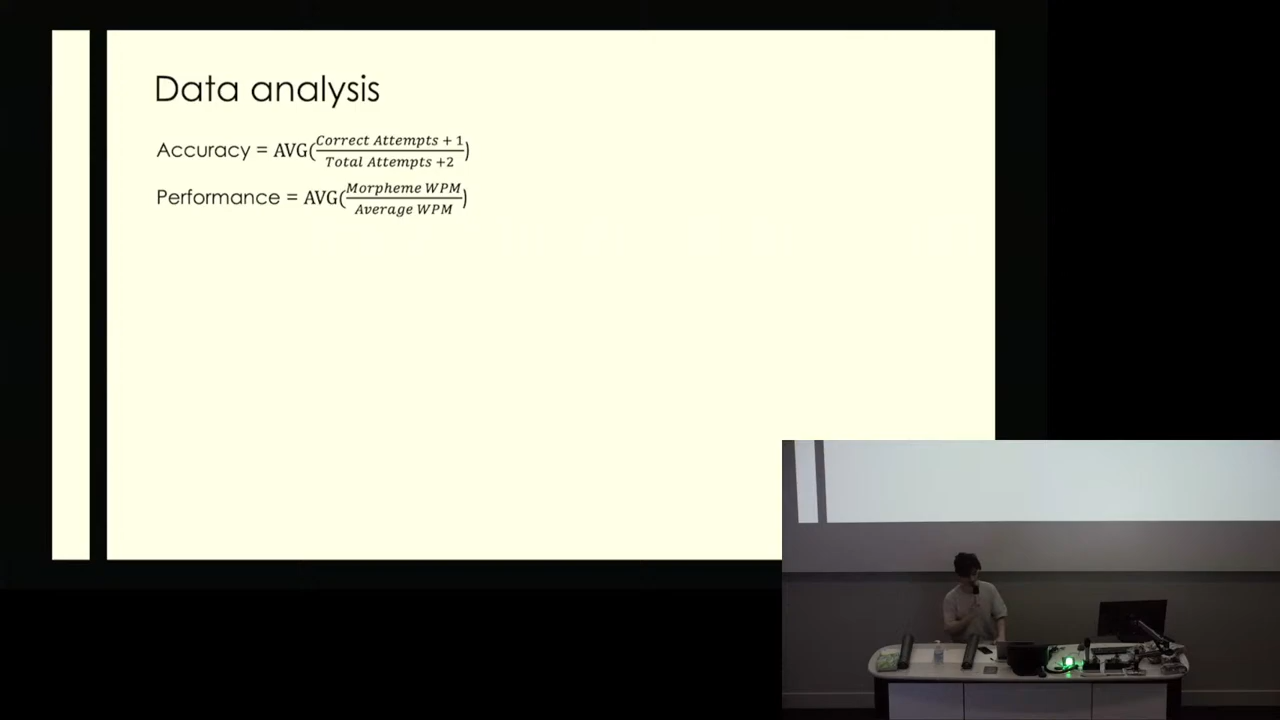 Data analysis
Accuracy = AVG(Correct Attempts + 1 / Total Attempts +2)
Performance = AVG(Morpheme WPM / Average WPM)